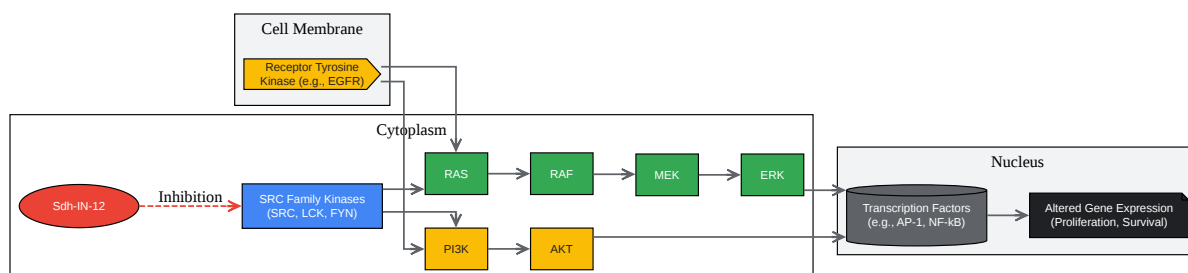 Cell Membrane
Receptor Tyrosine
Kinase (e.g., EGFR)
Cytoplasm
Nucleus
RAS
RAF
MEK
ERK
Sdh-IN-12
Inhibition
SRC Family Kinases
(SRC, LCK, FYN)
Transcription Factors
(e.g., AP-1, NF-kB)
Altered Gene Expression
(Proliferation, Survival)
PI3K
AKT